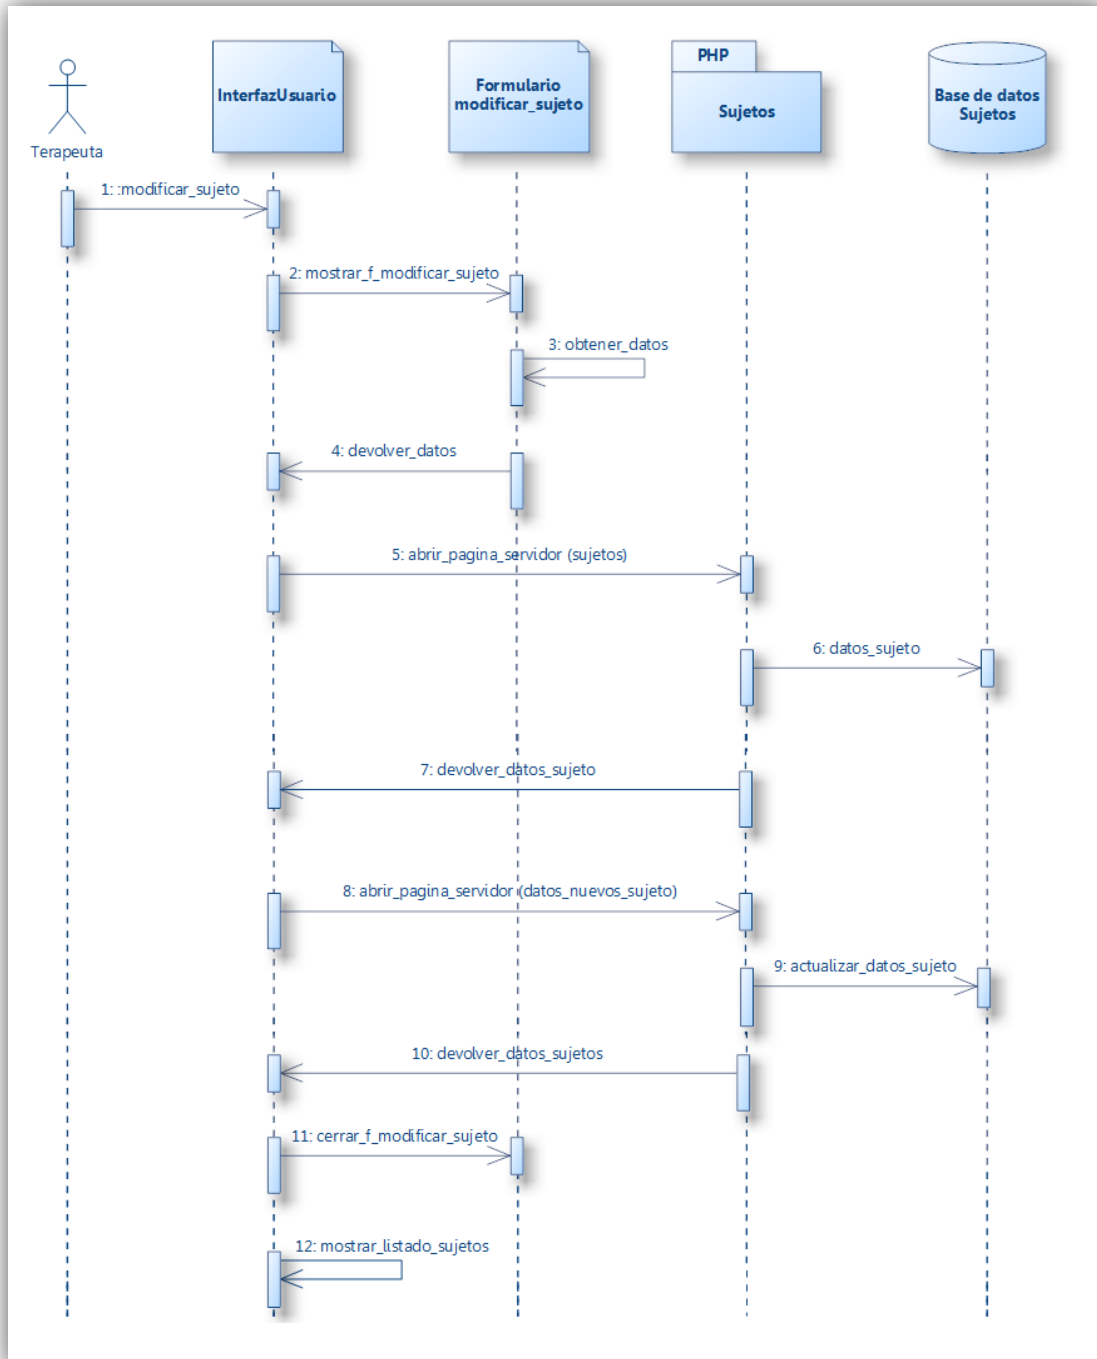 PHP
InterfazUsuario
Formulario
modificar_sujeto
Sujetos
Base de datos
Sujetos
Terapeuta
1: :modificar_sujeto
2: mostrar_f_modificar_sujeto
3: obtener_datos
4: devolver_datos
5: abrir_pagina_servidor (sujetos)
6: datos_sujeto
7: devolver_datos_sujeto
8: abrir_pagina_servidor (datos_nuevos_sujeto)
9: actualizar_datos_sujeto
10: devolver_datos_sujetos
11: cerrar_f_modificar_sujeto
12: mostrar_listado_sujetos